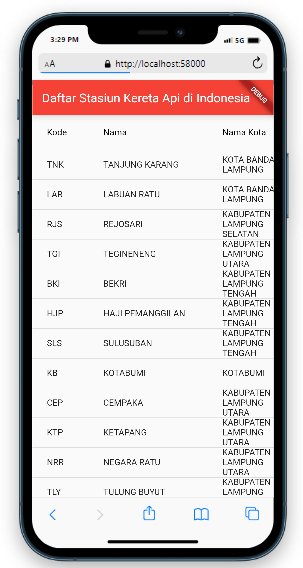 3:29 PM
5G
AA http://localhost:58000
Daftar Stasiun Kereta Api di Indonesia
DEBUG
Kode Nama Nama Kota
TNK TANJUNG KARANG KOTA BANDA
LAMPUNG
LAR LABUAN RATU KOTA BANDA
LAMPUNG
RJS REJOSARI KABUPATEN
LAMPUNG
SELATAN
TGI TEGINENENG KABUPATEN
LAMPUNG
UTARA
BKI BEKRI KABUPATEN
LAMPUNG
TENGAH
HJP HAJI PEMANGGILAN KABUPATEN
LAMPUNG
TENGAH
SLS SULUSUBAN KABUPATEN
LAMPUNG
TENGAH
KB KOTABUMI KOTABUMI
CEP CEMPAKA KABUPATEN
LAMPUNG
UTARA
KTP KETAPANG KABUPATEN
LAMPUNG
UTARA
NRR NEGARA RATU KABUPATEN
LAMPUNG
UTARA
TLY TULUNG BUYUT KABUPATEN
LAMPUNG